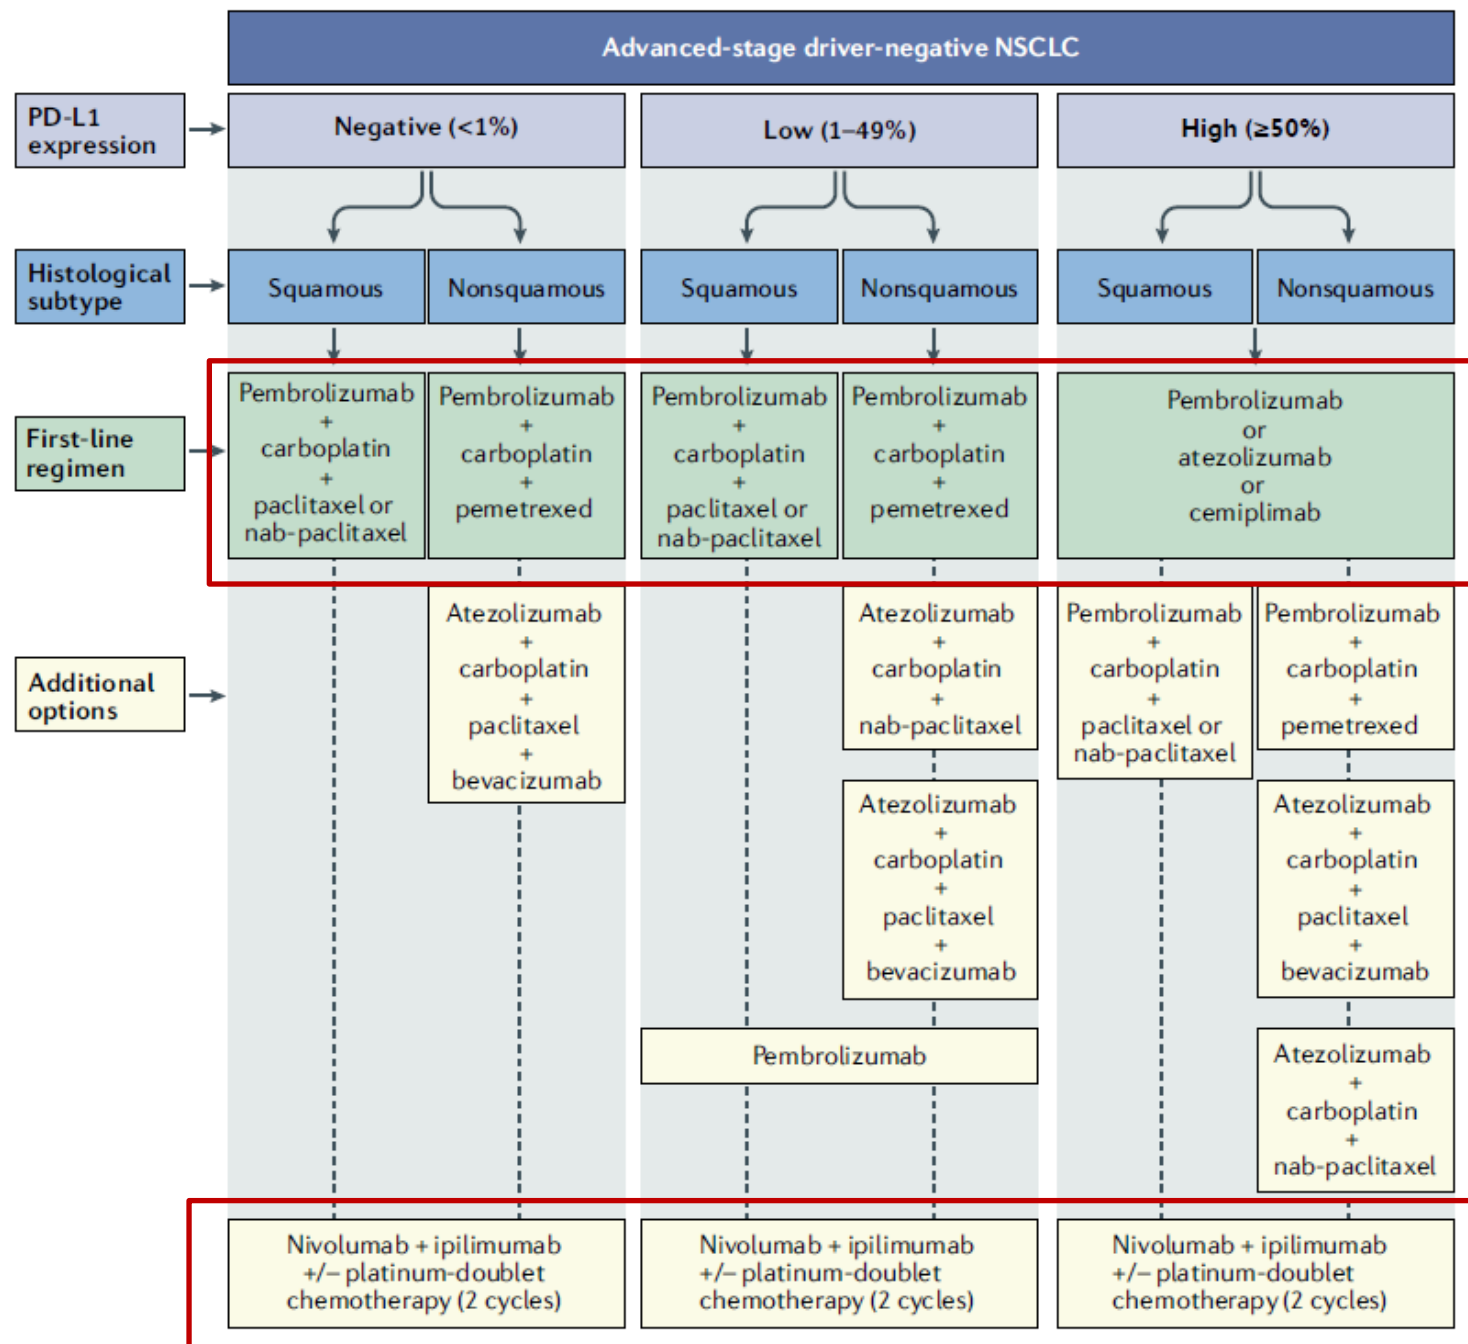 Advanced-stage driver-negative NSCLC
PD-L1
expression
Negative (<1%)
Low (1–49%)
High (≥50%)
Histological
subtype
Squamous
Nonsquamous
Squamous
Nonsquamous
Squamous
Nonsquamous
First-line
regimen
Pembrolizumab
+
carboplatin
+
paclitaxel or
nab-paclitaxel
Pembrolizumab
+
carboplatin
+
pemetrexed
Pembrolizumab
+
carboplatin
+
paclitaxel or
nab-paclitaxel
Pembrolizumab
+
carboplatin
+
pemetrexed
Pembrolizumab
or
atezolizumab
or
cemiplimab
Additional
options
Atezolizumab
+
carboplatin
+
paclitaxel
+
bevacizumab
Atezolizumab
+
carboplatin
+
nab-paclitaxel
Pembrolizumab
+
carboplatin
+
paclitaxel or
nab-paclitaxel
Pembrolizumab
+
carboplatin
+
pemetrexed
Atezolizumab
+
carboplatin
+
paclitaxel
+
bevacizumab
Atezolizumab
+
carboplatin
+
paclitaxel
+
bevacizumab
Pembrolizumab
Atezolizumab
+
carboplatin
+
nab-paclitaxel
Nivolumab + ipilimumab
+/– platinum-doublet
chemotherapy (2 cycles)
Nivolumab + ipilimumab
+/– platinum-doublet
chemotherapy (2 cycles)
Nivolumab + ipilimumab
+/– platinum-doublet
chemotherapy (2 cycles)